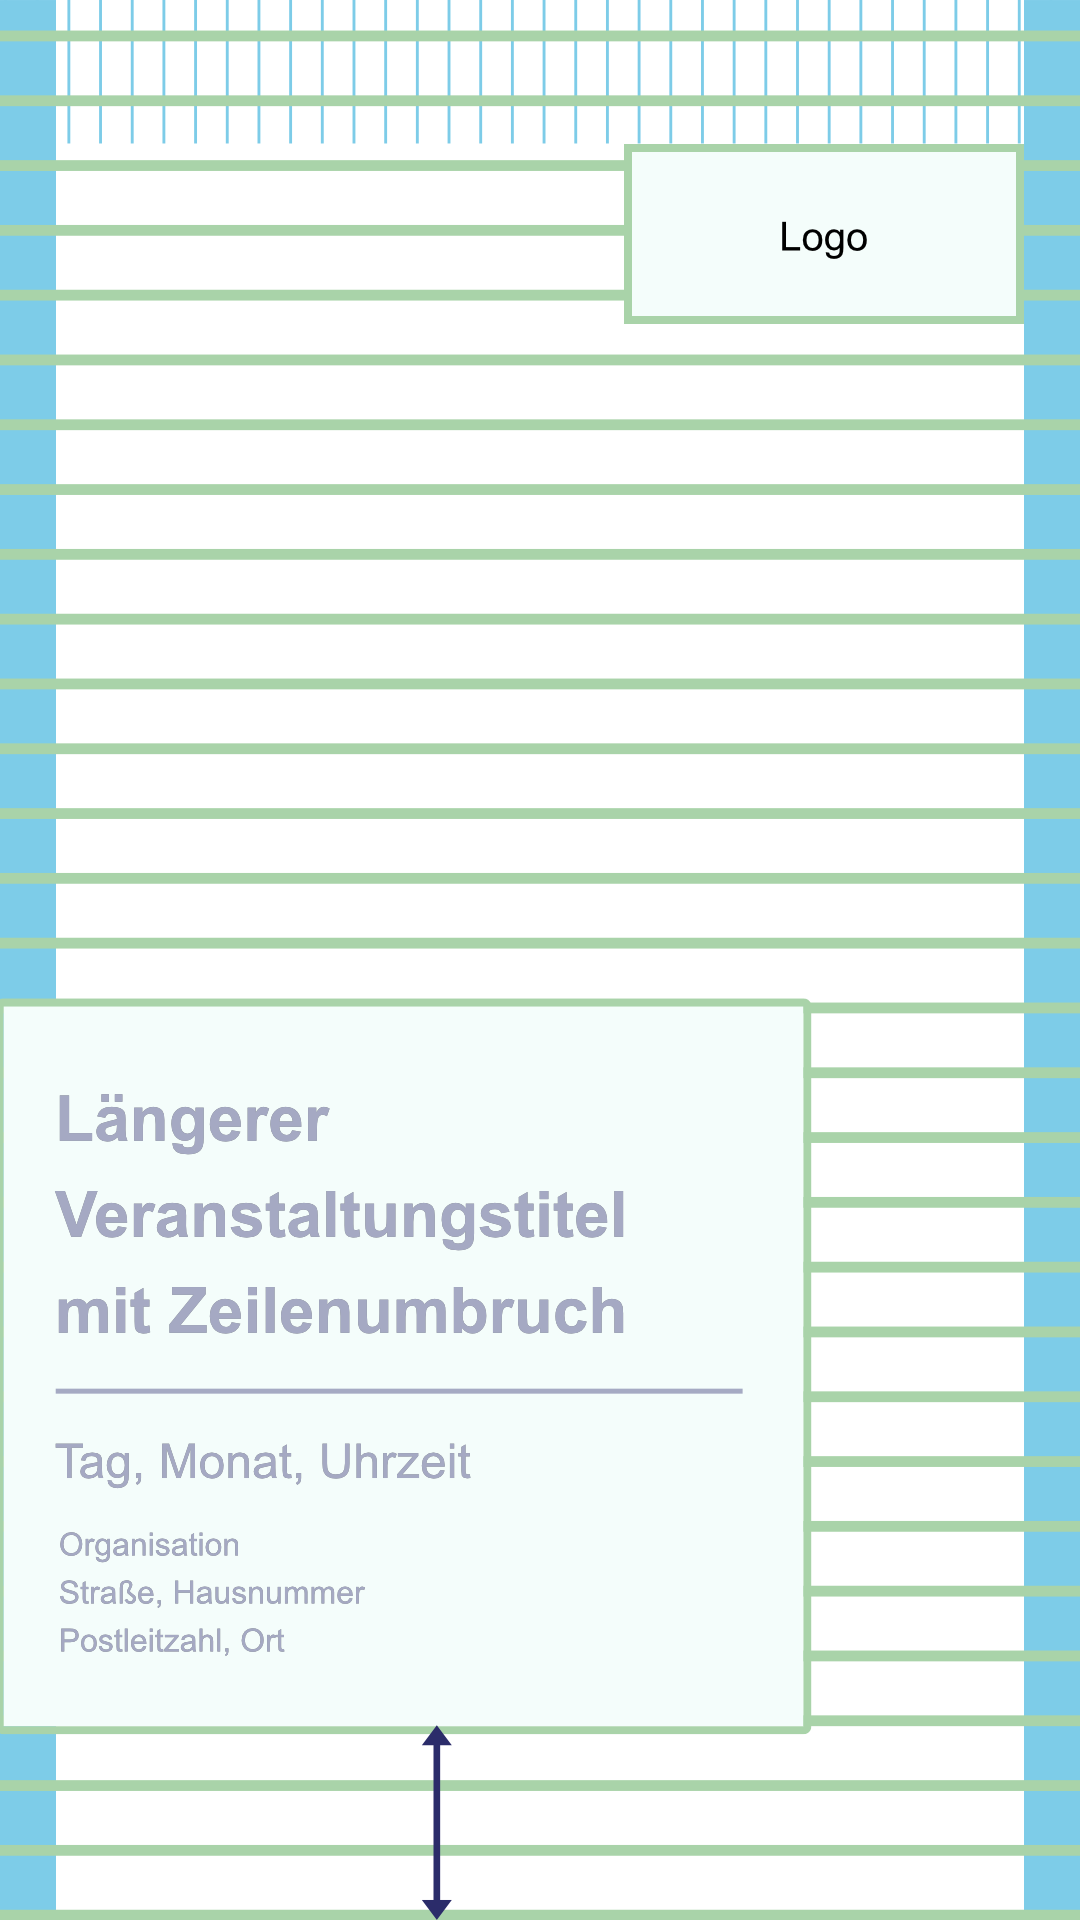 Logo
Längerer
Veranstaltungstitel
mit Zeilenumbruch
Tag, Monat, Uhrzeit
Organisation
Straße, Hausnummer
Postleitzahl, Ort